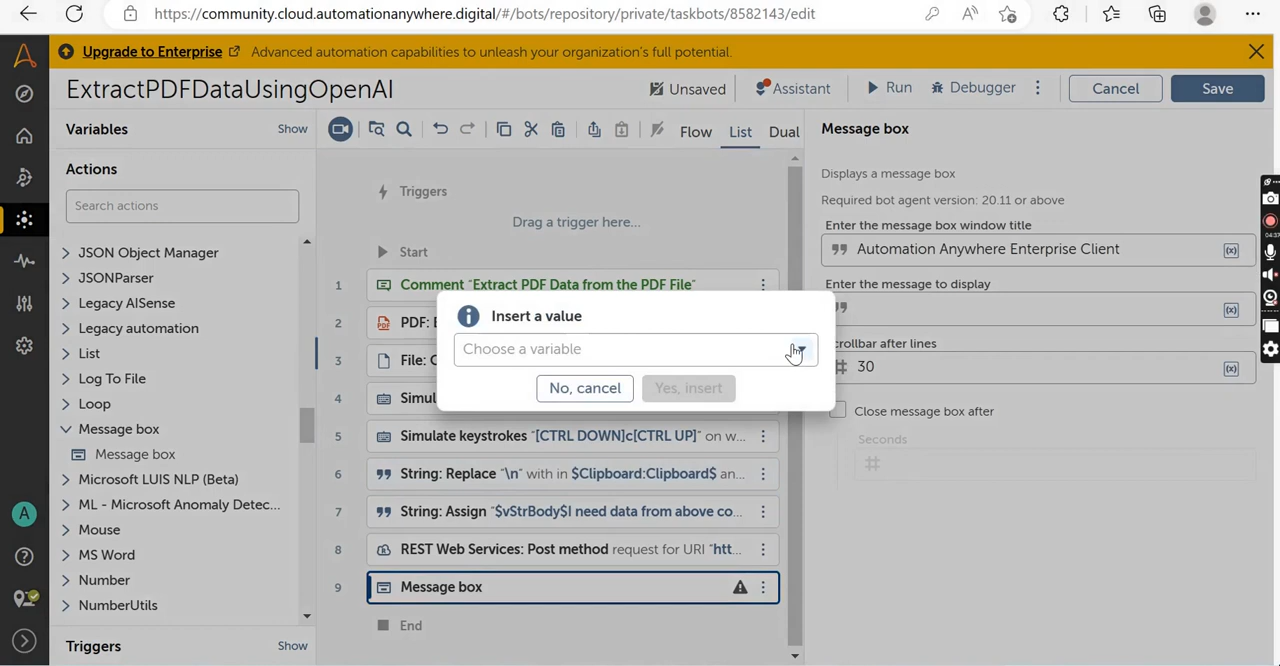 https://community.cloud.automationanywhere.digital/#/bots/repository/private/taskbots/8582143/edit
Upgrade to Enterprise Advanced automation capabilities to unleash your organization's full potential.
ExtractPDFDataUsingOpenAI
Unsaved
Assistant
Run
Debugger
Cancel
Save
Variables
Show
Flow
List
Dual
Message box
Actions
Search actions
JSON Object Manager
JSONParser
Legacy AISense
Legacy automation
List
Log To File
Loop
Message box
Message box
Microsoft LUIS NLP (Beta)
ML - Microsoft Anomaly Detec...
Mouse
MS Word
Number
NumberUtils
Triggers
Show
A
Triggers
Drag a trigger here...
Start
1 Comment "Extract PDF Data from the PDF File"
2 PDF: E
3 File: C
4 Simul
5 Simulate keystrokes "[CTRL DOWN]c[CTRL UP]" on w...
6 String: Replace "\n" with in $Clipboard:Clipboard$ an...
7 String: Assign "$vStrBody$I need data from above co...
8 REST Web Services: Post method request for URI "htt...
9 Message box
End
Insert a value
Choose a variable
No, cancel
Yes, insert
Displays a message box
Required bot agent version: 20.11 or above
Enter the message box window title
Automation Anywhere Enterprise Client
(x)
Enter the message to display
(x)
crollbar after lines
# 30
(x)
Close message box after
Seconds
#